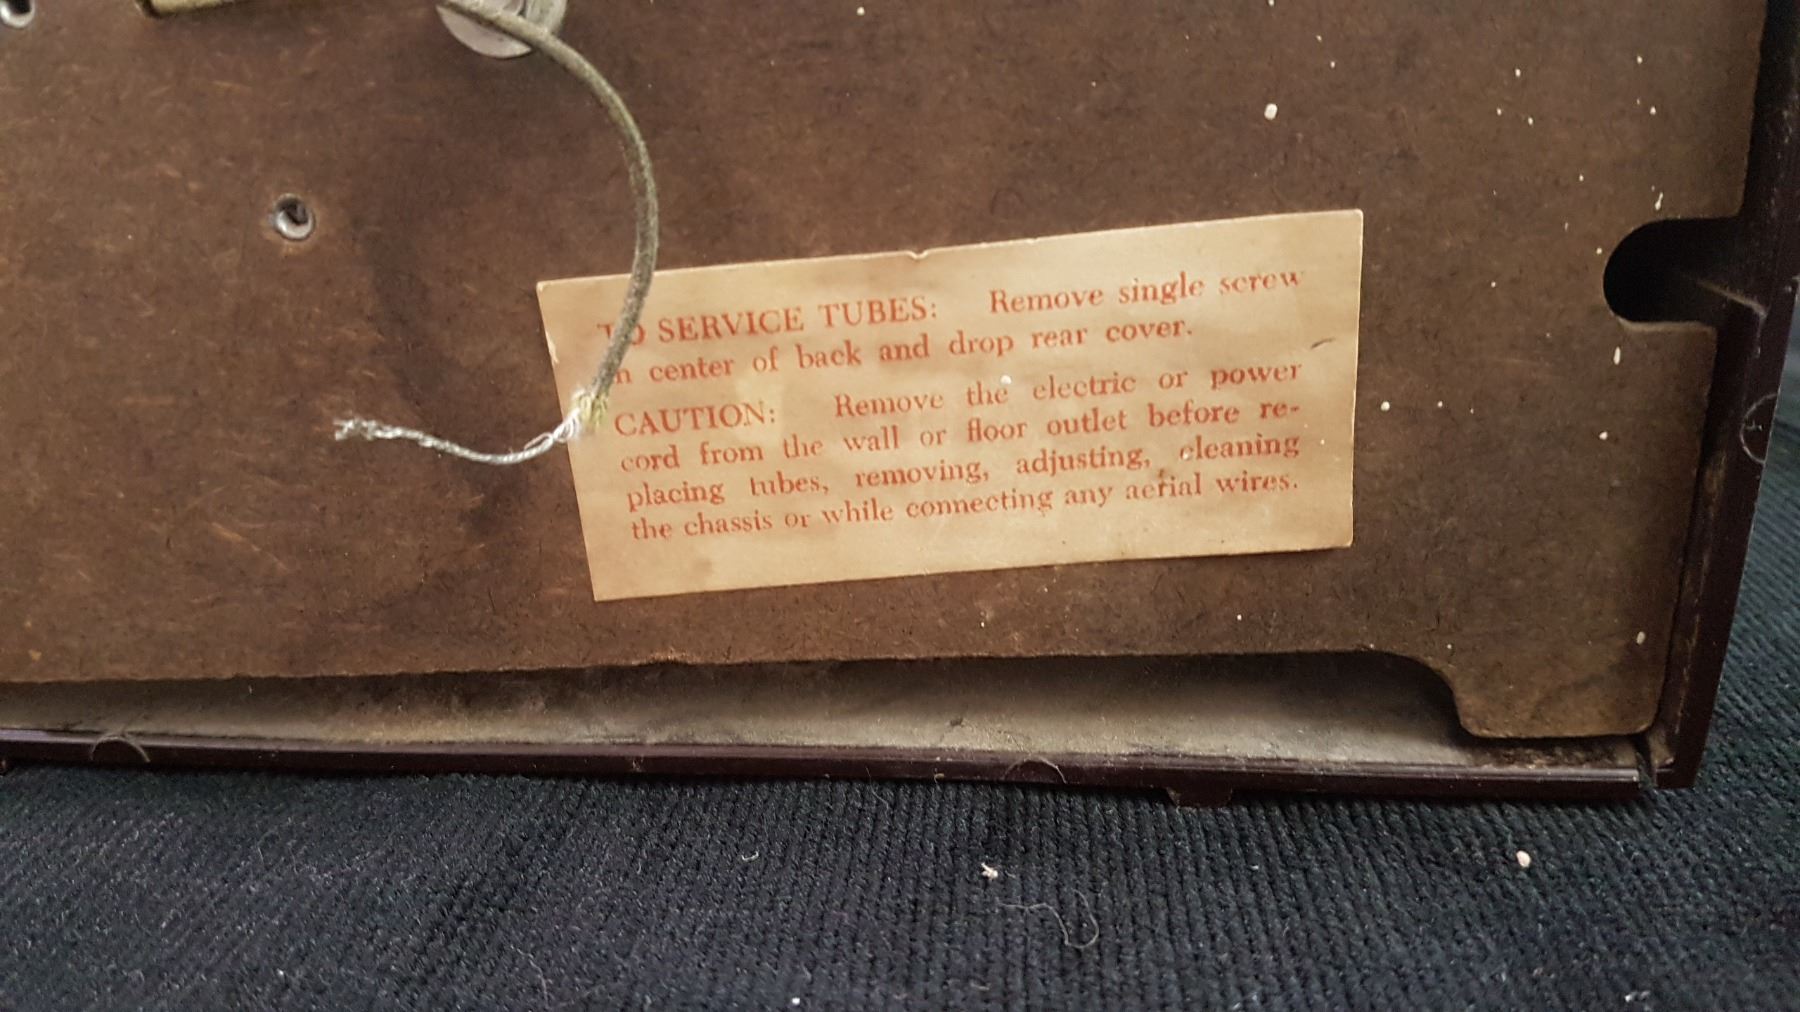 TO SERVICE TUBES: Remove single screw
in center of back and drop rear cover.
CAUTION: Remove the electric or power
cord from the wall or floor outlet before re-
placing tubes, removing, adjusting, cleaning
the chassis or while connecting any aerial wires.